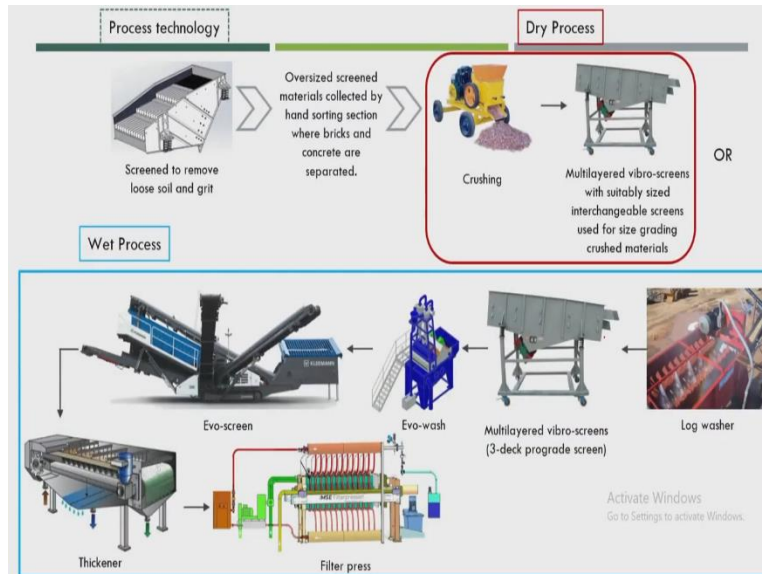 Process technology
Dry Process
Screened to remove
loose soil and grit
Oversized screened
materials collected by
hand sorting section
where bricks and
concrete are
separated.
Crushing
Multilayered vibro-screens
with suitably sized
interchangeable screens
used for size grading
crushed materials
OR
Wet Process
KLEEMANN
Evo-screen
Evo-wash
Multilayered vibro-screens
(3-deck prograde screen)
Log washer
Thickener
Filter press
Activate Windows
Go to Settings to activate Windows.